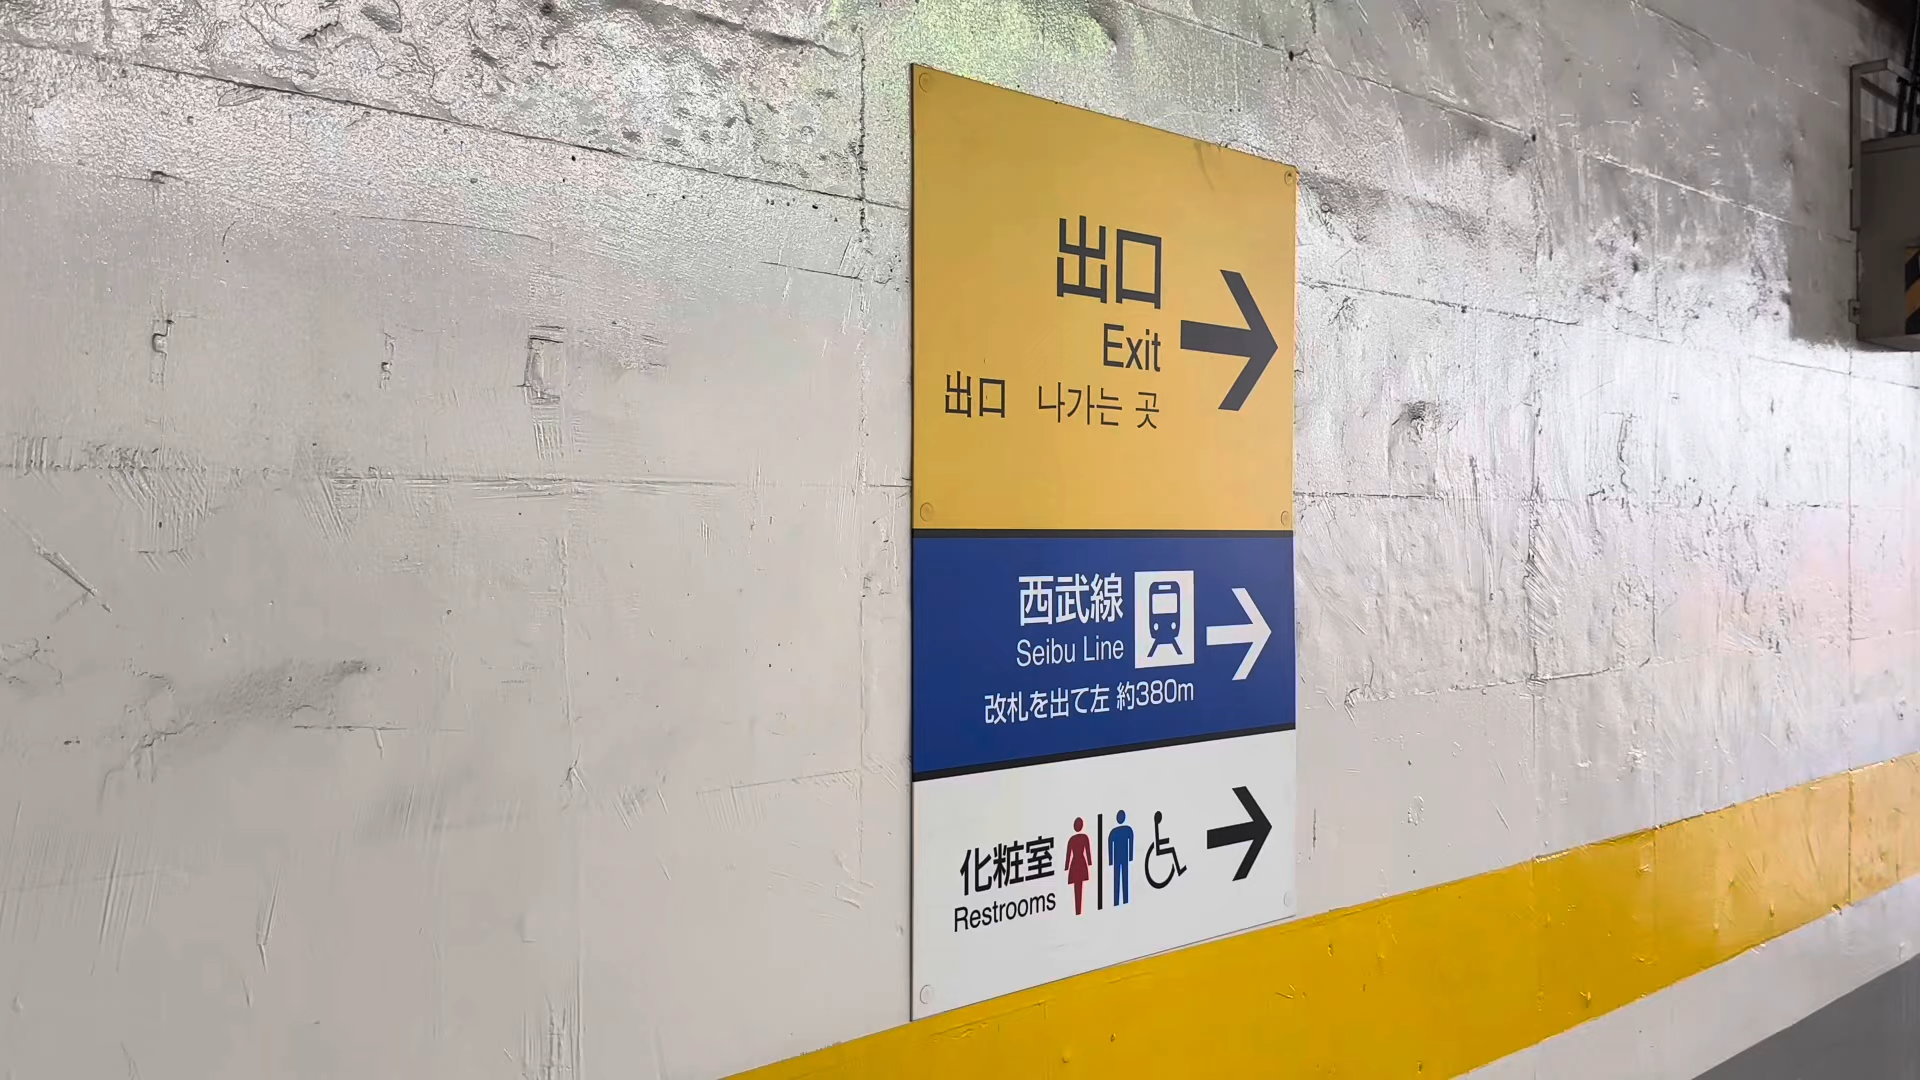 出口
Exit
出口 나가는 곳
西武線
Seibu Line
改札を出て左 約380m
化粧室
Restrooms